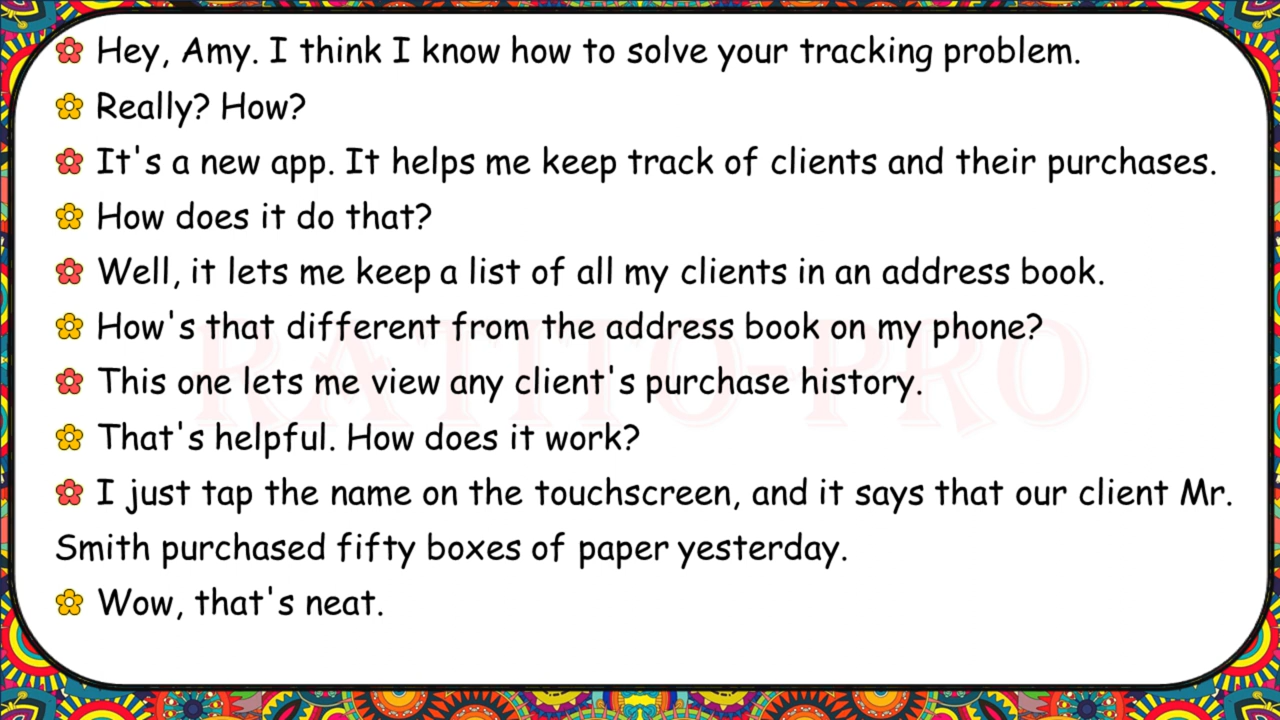 Hey, Amy. I think I know how to solve your tracking problem.
Really? How?
It's a new app. It helps me keep track of clients and their purchases.
How does it do that?
Well, it lets me keep a list of all my clients in an address book.
How's that different from the address book on my phone?
This one lets me view any client's purchase history.
That's helpful. How does it work?
I just tap the name on the touchscreen, and it says that our client Mr.
Smith purchased fifty boxes of paper yesterday.
Wow, that's neat.